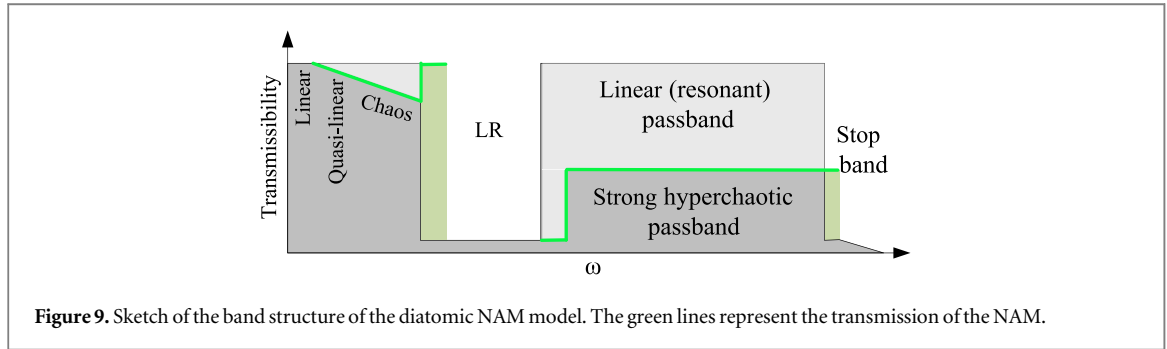 Transmissibility
Linear
Quasi-linear
Chaos
LR
Linear (resonant)
passband
Strong hyperchaotic
passband
Stop
band
ω
Figure 9. Sketch of the band structure of the diatomic NAM model. The green lines represent the transmission of the NAM.